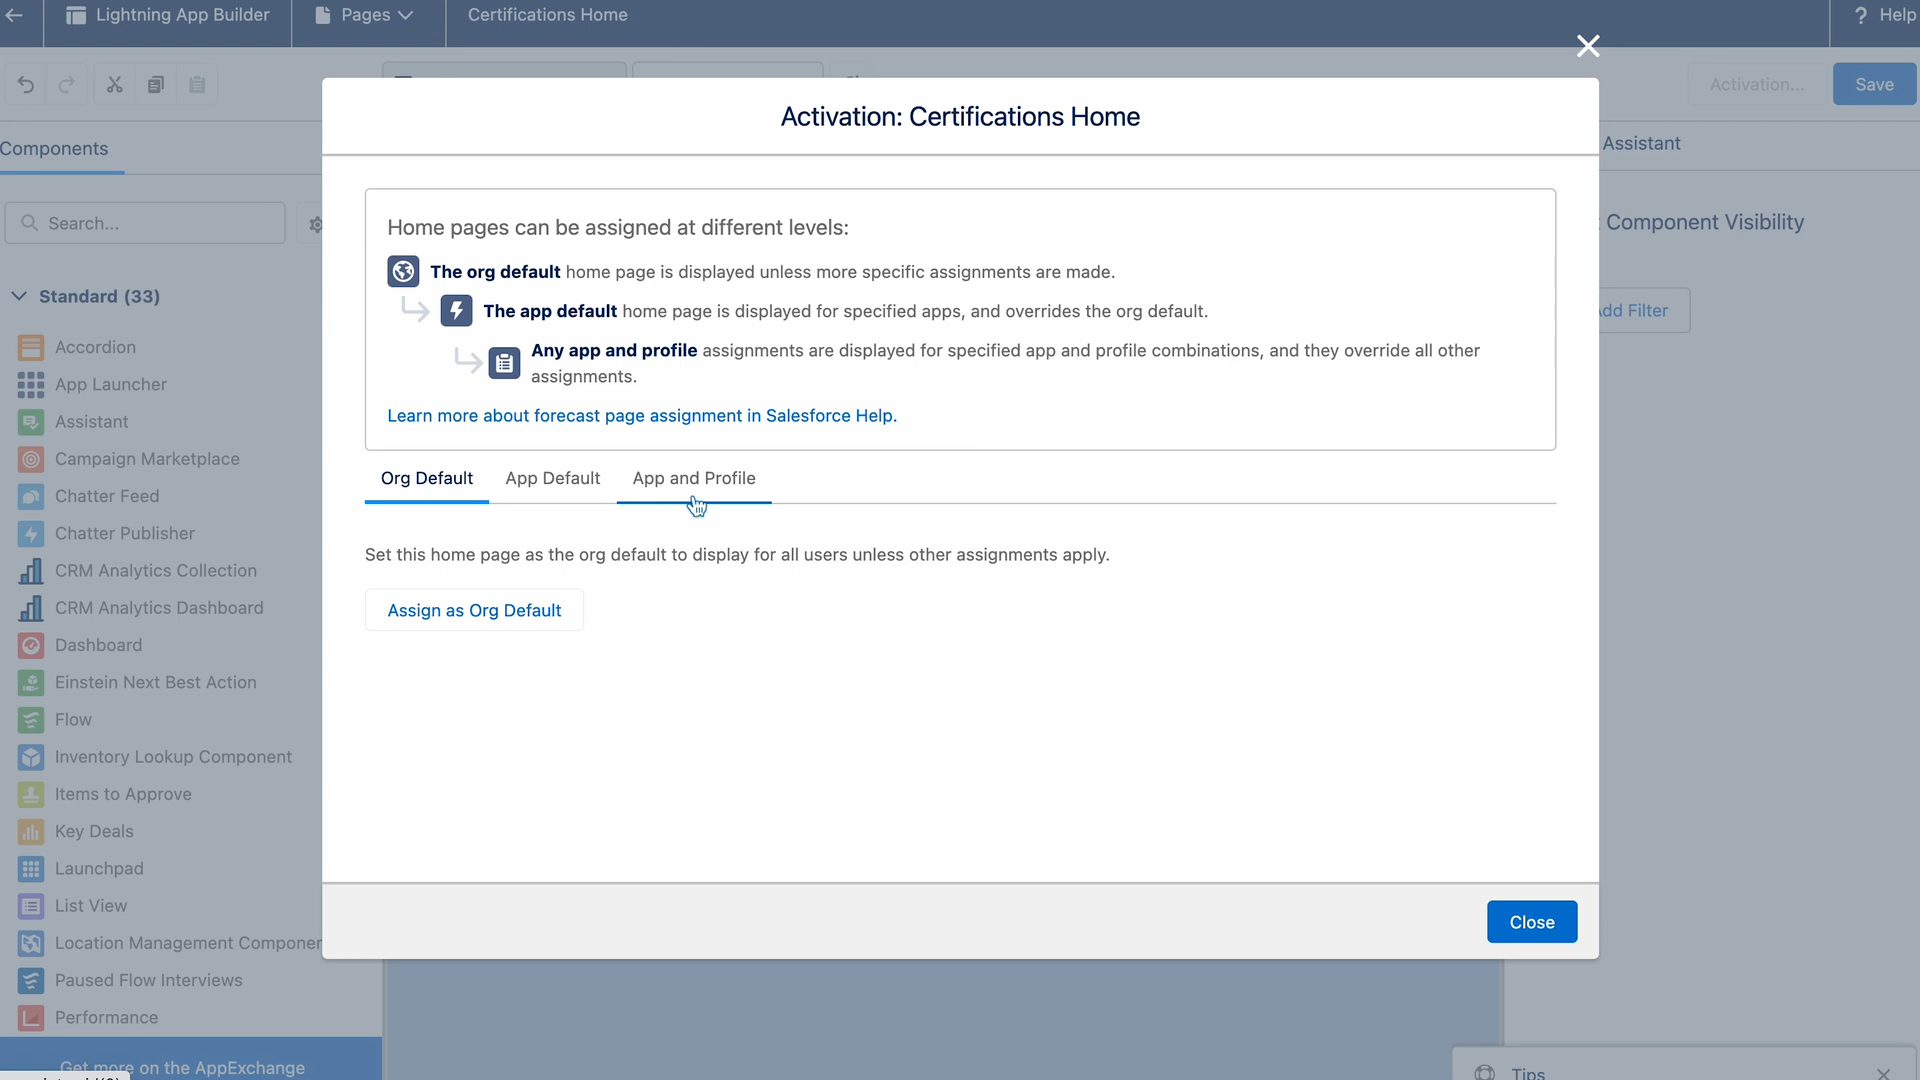 Lightning App Builder
Pages
Certifications Home
? Help
Activation...
Save
Components
Search...
Standard (33)
Accordion
App Launcher
Assistant
Campaign Marketplace
Chatter Feed
Chatter Publisher
CRM Analytics Collection
CRM Analytics Dashboard
Dashboard
Einstein Next Best Action
Flow
Inventory Lookup Component
Items to Approve
Key Deals
Launchpad
List View
Location Management Componen
Paused Flow Interviews
Performance
Get more on the AppExchange
Activation: Certifications Home
Home pages can be assigned at different levels:
The org default home page is displayed unless more specific assignments are made.
The app default home page is displayed for specified apps, and overrides the org default.
Any app and profile assignments are displayed for specified app and profile combinations, and they override all other
assignments.
Learn more about forecast page assignment in Salesforce Help.
Org Default
App Default
App and Profile
Set this home page as the org default to display for all users unless other assignments apply.
Assign as Org Default
Close
Assistant
Component Visibility
Add Filter
Tips